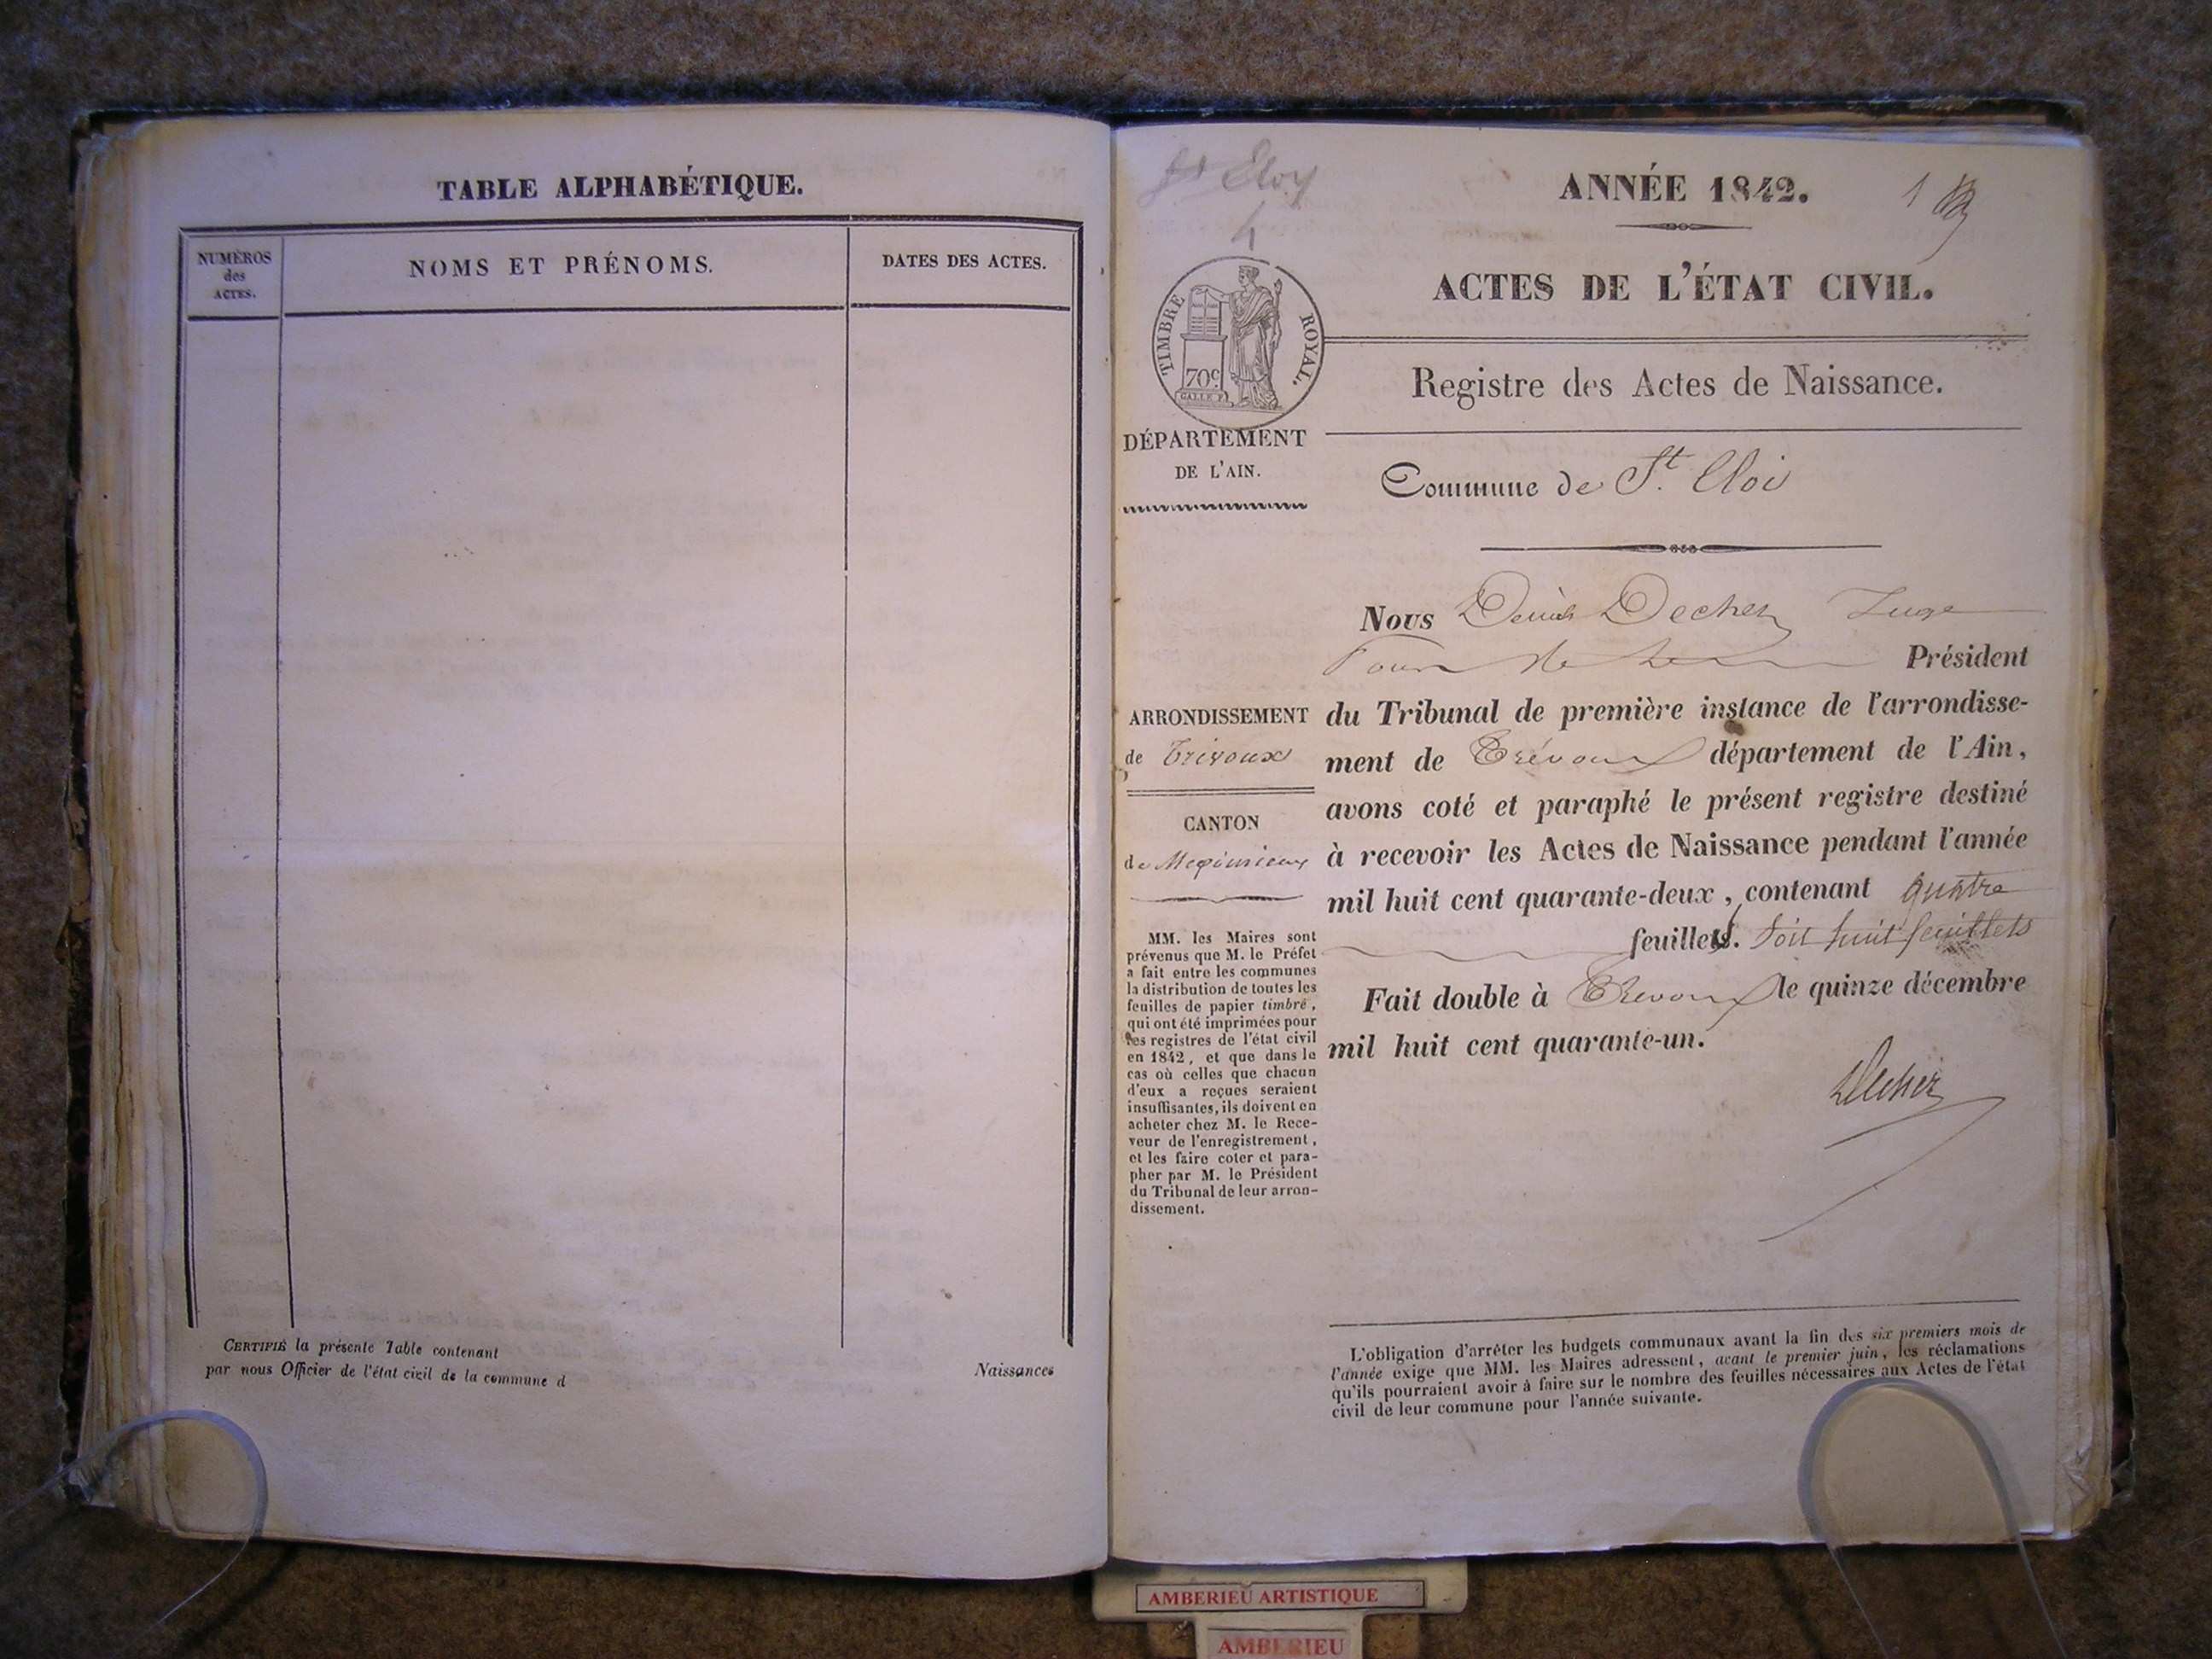 TABLE ALPHABÉTIQUE.
NUMÉROS
des
ACTES.
NOMS ET PRÉNOMS.
DATES DES ACTES.
CERTIFIÉ la présente Table contenant
Naissances
par nous Officier de l'état civil de la commune d
St Eloy
4
ANNÉE 1842.
1
ACTES DE L'ÉTAT CIVIL.
TIMBRE ROYAL.
70c.
Registre des Actes de Naissance.
DÉPARTEMENT
DE L'AIN.
Commune de St. Eloi
Nous Denis Decher Juge
Président
ARRONDISSEMENT
de Trévoux
CANTON
de Meximieux
du Tribunal de première instance de l'arrondisse-
ment de Trévoux département de l'Ain,
avons coté et paraphé le présent registre destiné
à recevoir les Actes de Naissance pendant l'année
mil huit cent quarante-deux, contenant quatre
feuilles. soit huit feuillets
Fait double à Trevoux le quinze décembre
mil huit cent quarante-un.
MM. les Maires sont
prévenus que M. le Préfet
a fait entre les communes
la distribution de toutes les
feuilles de papier timbré,
qui ont été imprimées pour
les registres de l'état civil
en 1842, et que dans le
cas où celles que chacun
d'eux a reçues seraient
insuffisantes, ils doivent en
acheter chez M. le Rece-
veur de l'enregistrement,
et les faire coter et para-
pher par M. le Président
du Tribunal de leur arron-
dissement.
Decher
L'obligation d'arrêter les budgets communaux avant la fin des six premiers mois de
l'année exige que MM. les Maires adressent, avant le premier juin, les réclamations
qu'ils pourraient avoir à faire sur le nombre des feuilles nécessaires aux Actes de l'état
civil de leur commune pour l'année suivante.
AMBERIEU ARTISTIQUE
AMBERIEU